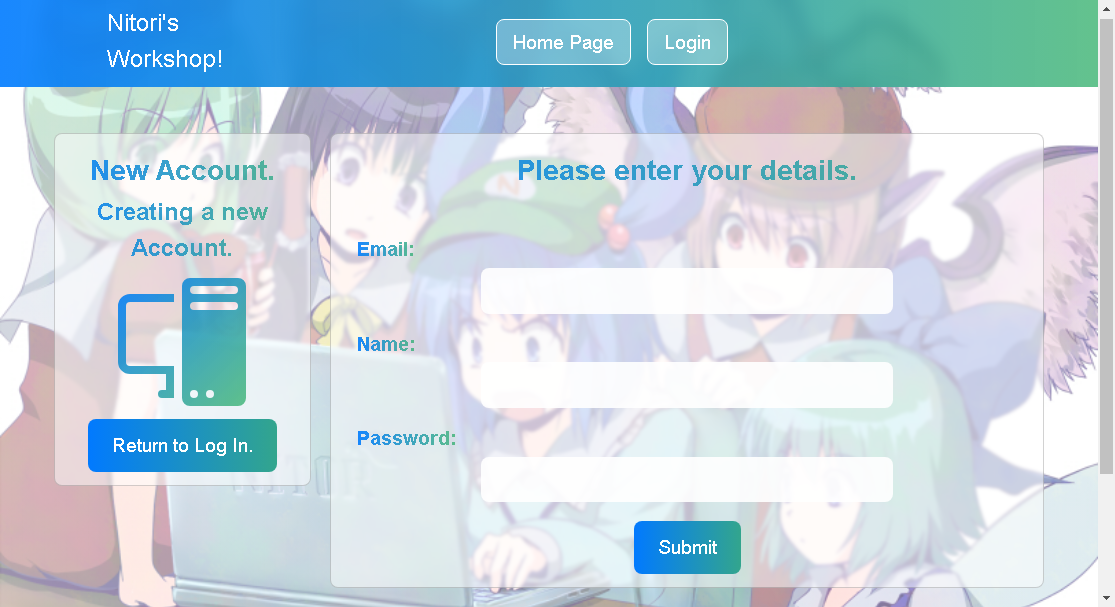 Nitori's
Workshop!
Home Page
Login
New Account.
Creating a new
Account.
Return to Log In.
Please enter your details.
Email:
Name:
Password:
Submit